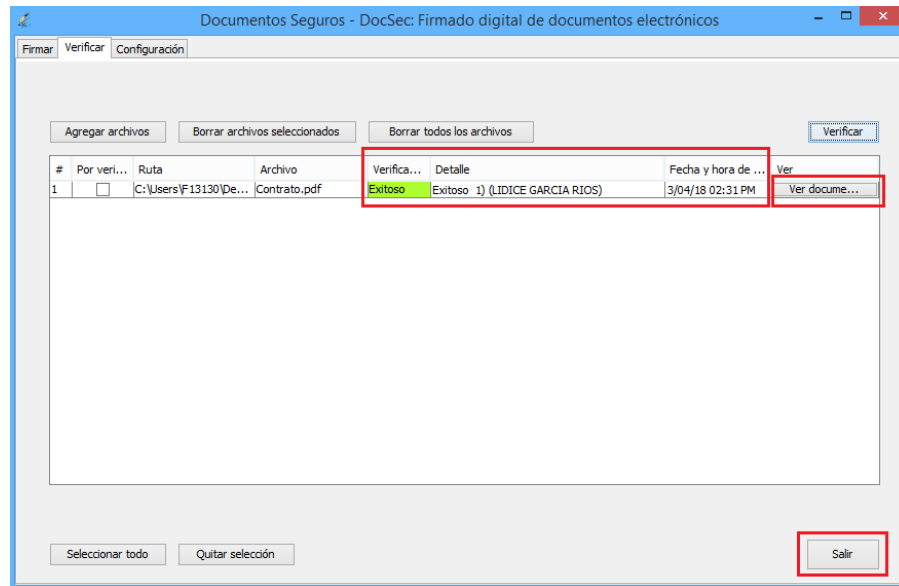 Documentos Seguros - DocSec: Firmado digital de documentos electrónicos
Firmar Verificar Configuración
Agregar archivos Borrar archivos seleccionados Borrar todos los archivos Verificar
# Por veri... Ruta Archivo Verifica... Detalle Fecha y hora de ... Ver
1 C:\Users\F13130\De... Contrato.pdf Exitoso Exitoso 1) (LIDICE GARCIA RIOS) 3/04/18 02:31 PM Ver docume...
Seleccionar todo Quitar selección Salir